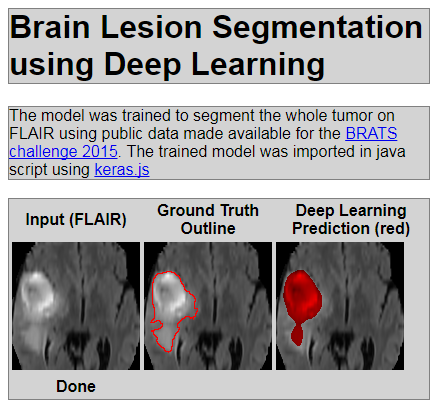 Brain Lesion Segmentation
using Deep Learning
The model was trained to segment the whole tumor on
FLAIR using public data made available for the BRATS
challenge 2015. The trained model was imported in java
script using keras.js
Input (FLAIR)
Ground Truth
Outline
Deep Learning
Prediction (red)
Done